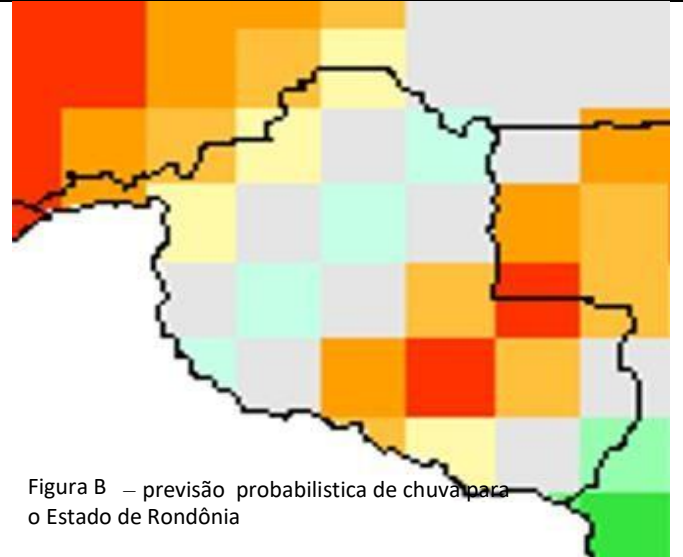 Figura B – previsão probabilistica de chuva para
o Estado de Rondônia